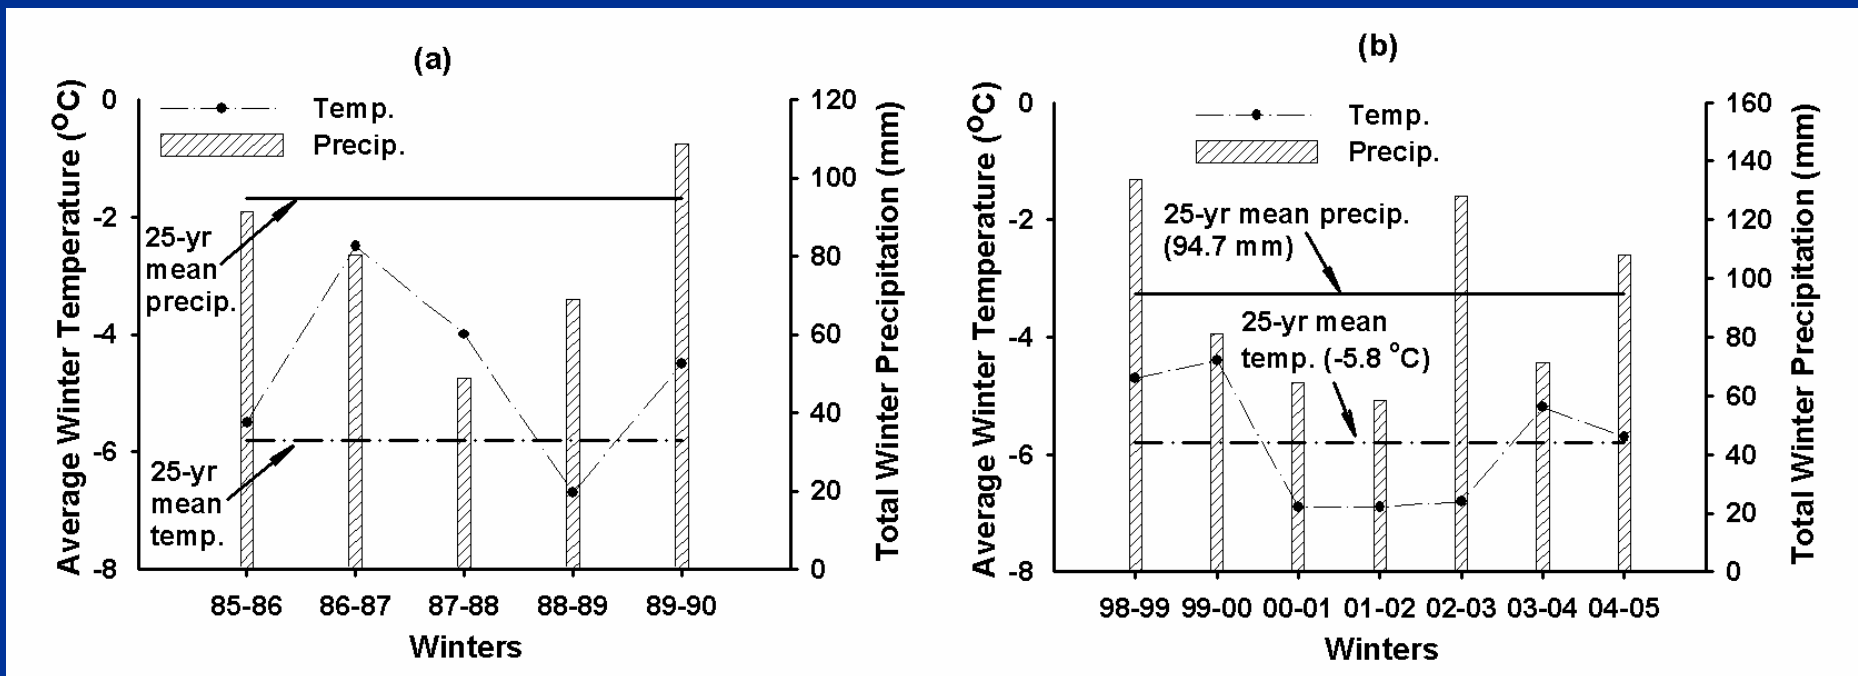 (a)
Average Winter Temperature (°C)
0
-2
-4
-6
-8
Temp.
Precip.
25-yr
mean
precip.
25-yr
mean
temp.
120
100
80
60
40
20
0
Total Winter Precipitation (mm)
85-86 86-87 87-88 88-89 89-90
Winters
(b)
Average Winter Temperature (°C)
0
-2
-4
-6
-8
Temp.
Precip.
25-yr mean precip.
(94.7 mm)
25-yr mean
temp. (-5.8 °C)
160
140
120
100
80
60
40
20
0
Total Winter Precipitation (mm)
98-99 99-00 00-01 01-02 02-03 03-04 04-05
Winters